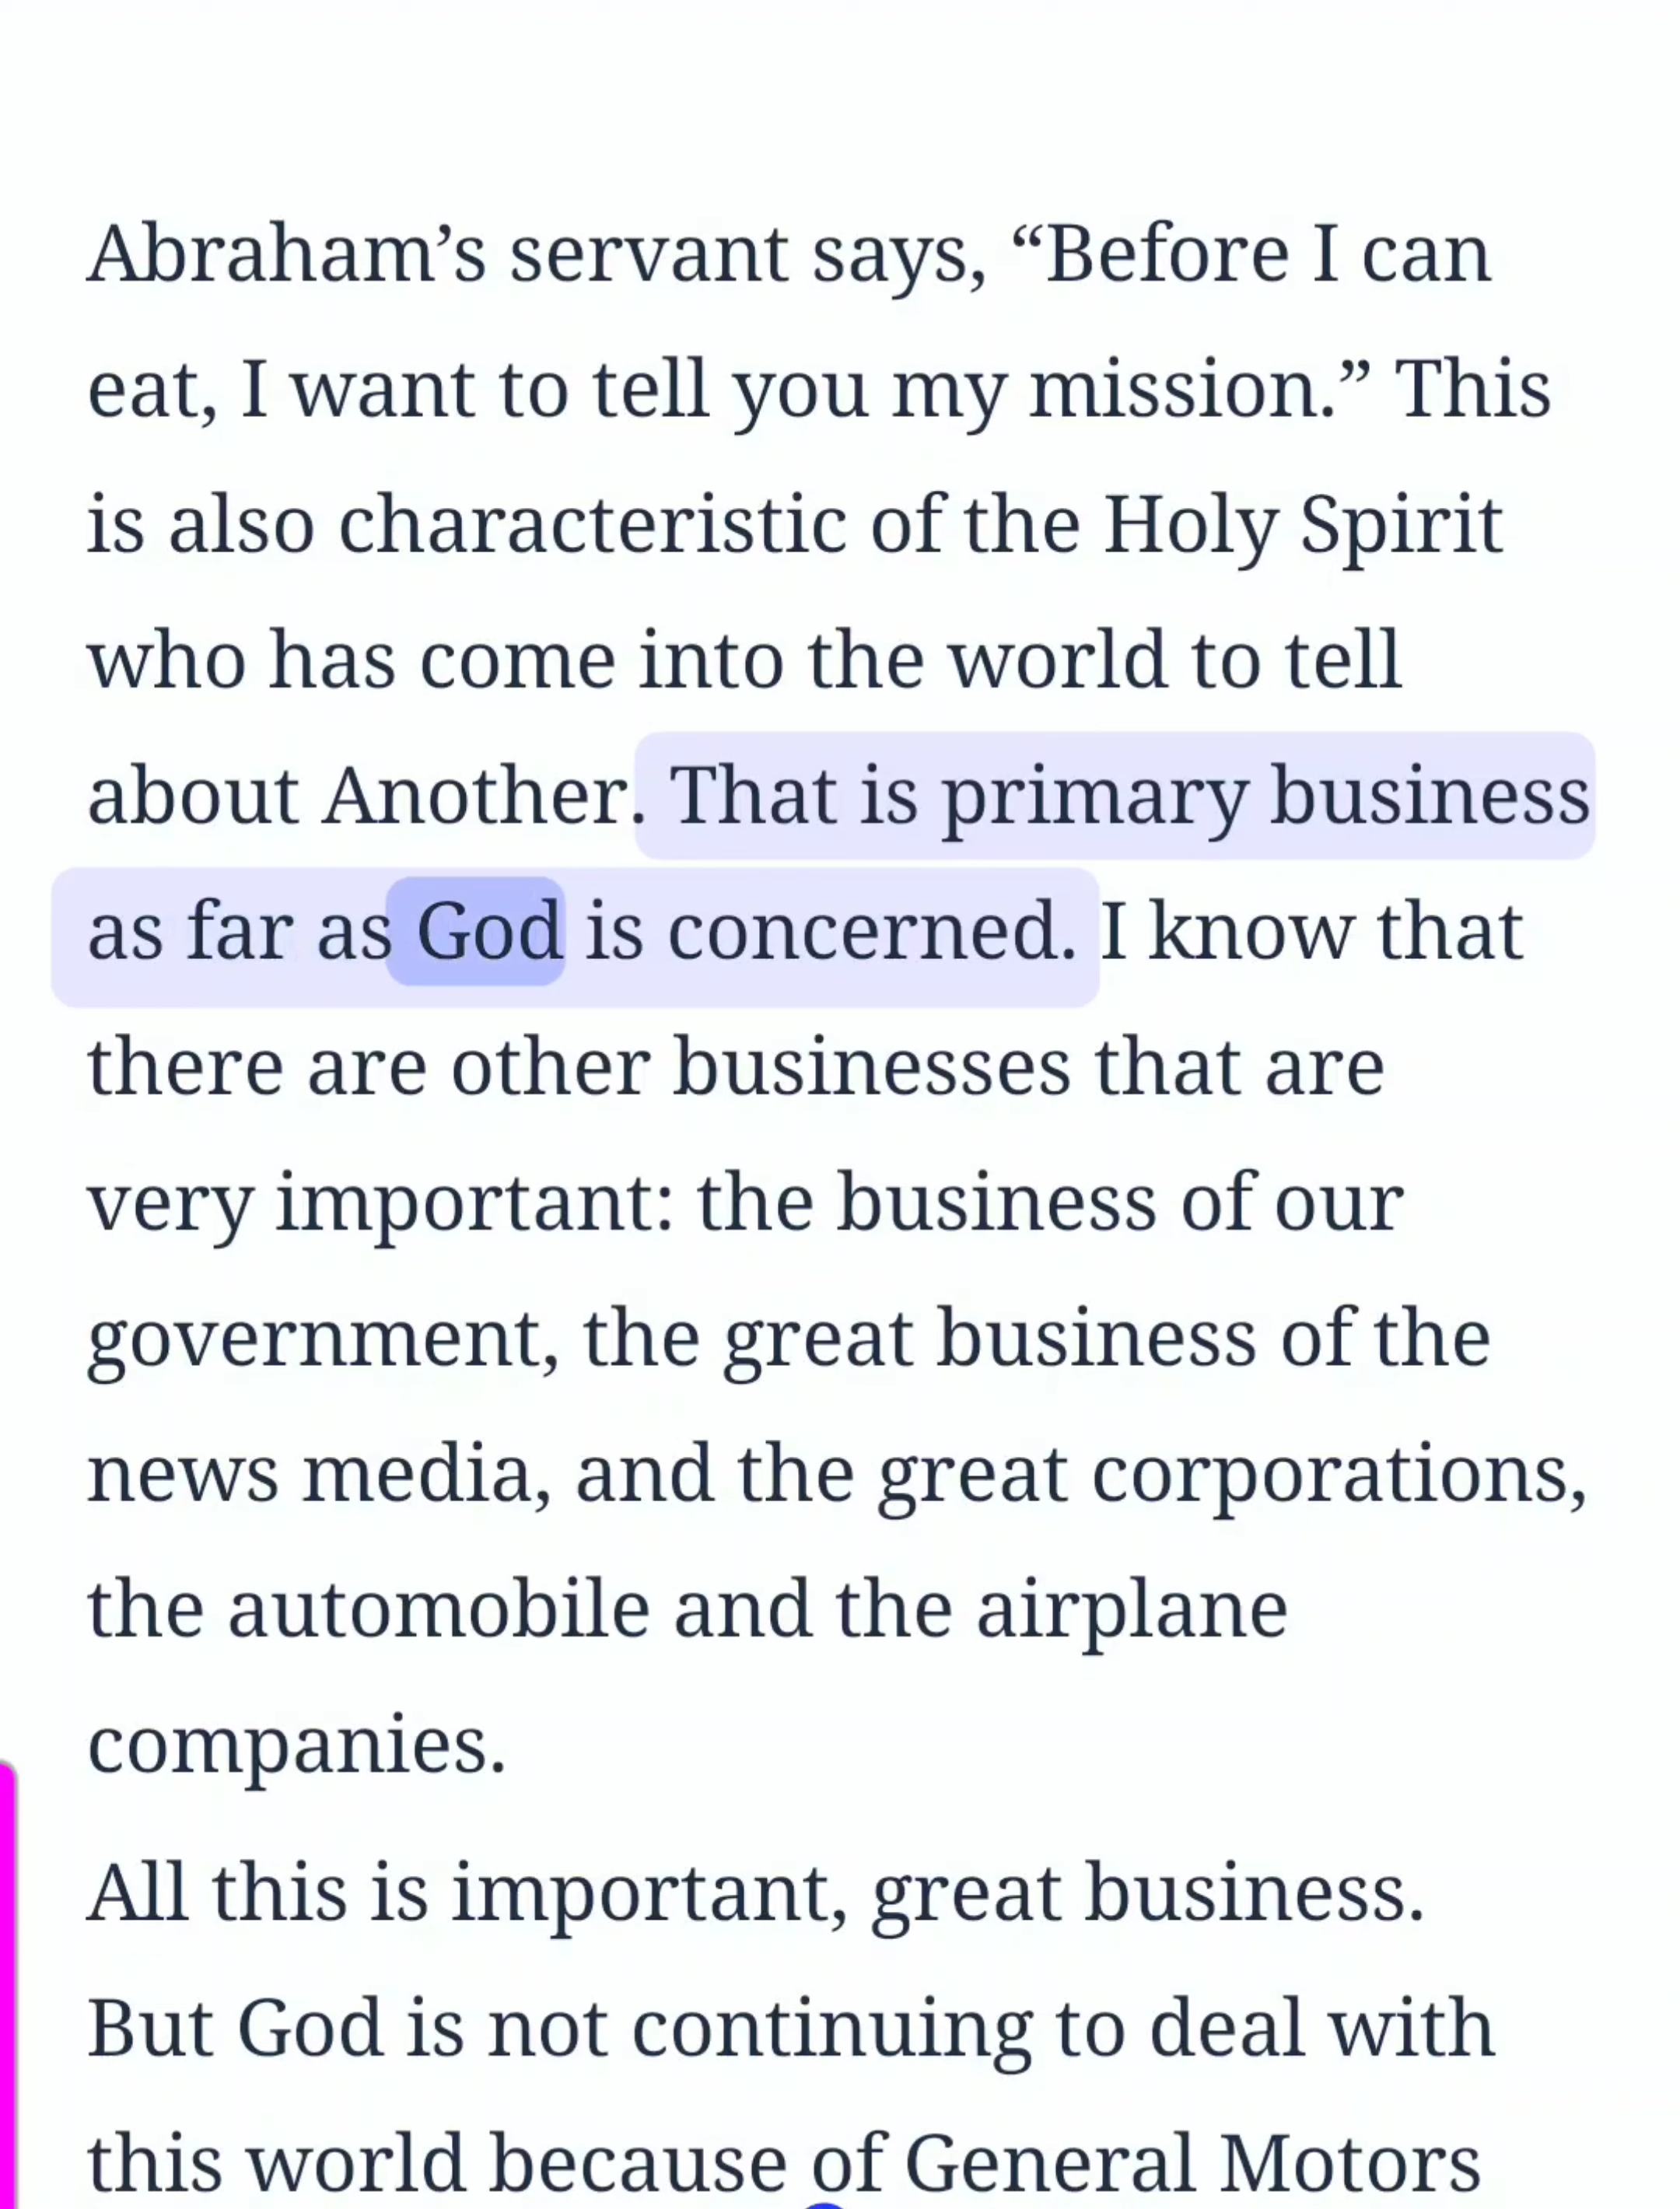 Abraham’s servant says, “Before I can
eat, I want to tell you my mission.” This
is also characteristic of the Holy Spirit
who has come into the world to tell
about Another. That is primary business
as far as God is concerned. I know that
there are other businesses that are
very important: the business of our
government, the great business of the
news media, and the great corporations,
the automobile and the airplane
companies.
All this is important, great business.
But God is not continuing to deal with
this world because of General Motors